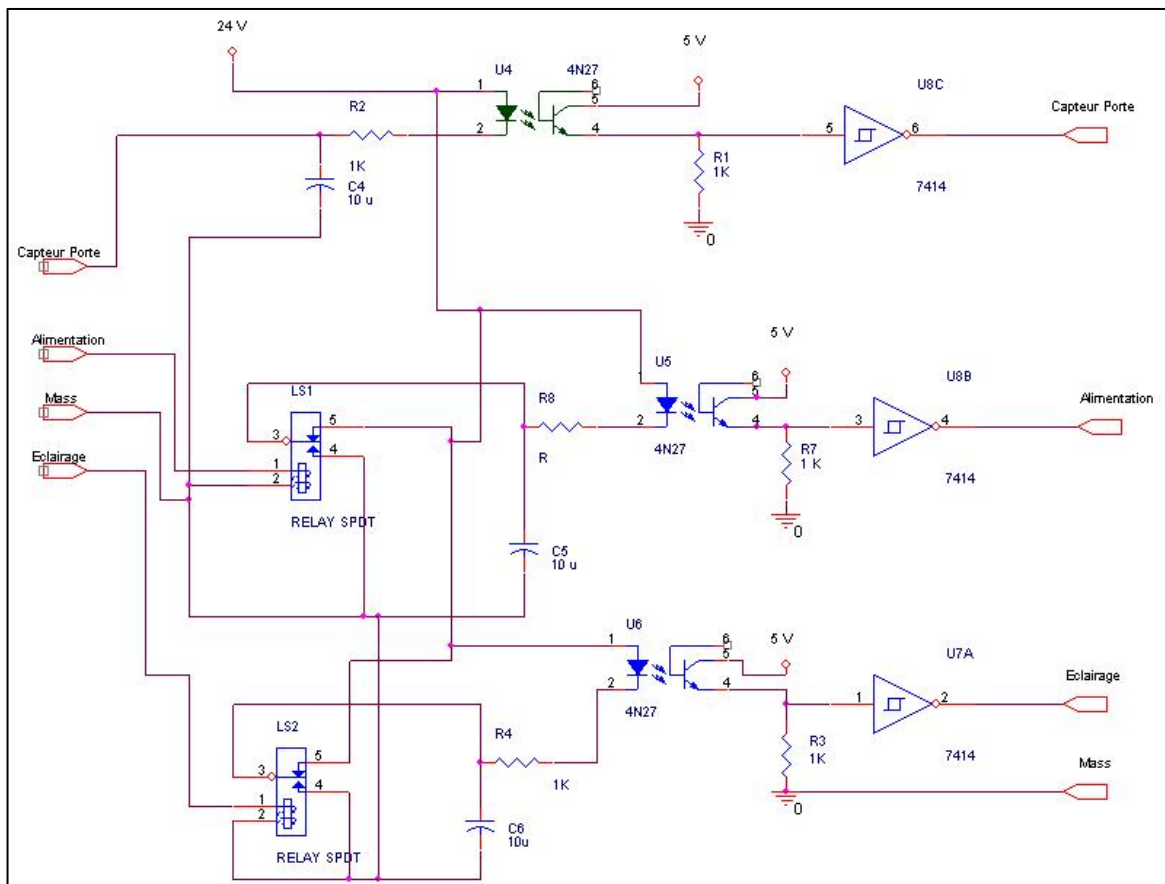 24 V
U4
4N27
5 V
U8C
Capteur Porte
1
6
5
R2
2
4
5
6
1K
R1
1K
7414
C4
10 u
0
Capteur Porte
Alimentation
5 V
U5
U8B
Mass
LS1
1
6
5
Alimentation
R8
5
3
2
4
3
4
Eclairage
4
R
4N27
R7
1 K
7414
1
2
0
RELAY SPDT
C5
10 u
U6
5 V
U7A
1
6
5
Eclairage
LS2
2
4
1
2
R4
4N27
5
R3
1K
7414
Mass
3
4
1K
1
0
2
C6
10u
RELAY SPDT